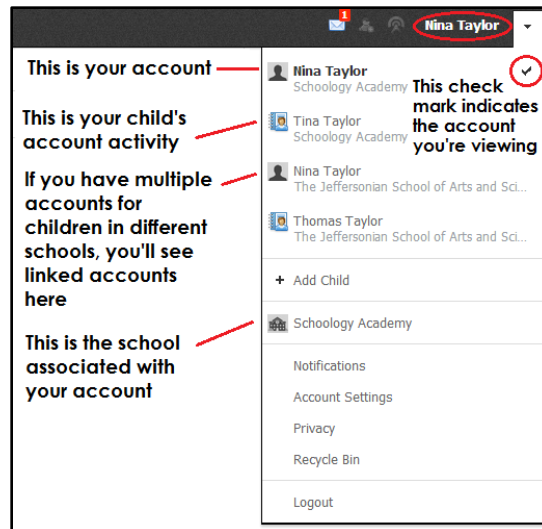 1
Nina Taylor
This is your account
Nina Taylor
Schoology Academy
This check
mark indicates
the account
you're viewing
This is your child's
account activity
Tina Taylor
Schoology Academy
If you have multiple
accounts for
children in different
schools, you'll see
linked accounts
here
Nina Taylor
The Jeffersonian School of Arts and Sci...
Thomas Taylor
The Jeffersonian School of Arts and Sci...
+ Add Child
This is the school
associated with
your account
Schoology Academy
Notifications
Account Settings
Privacy
Recycle Bin
Logout